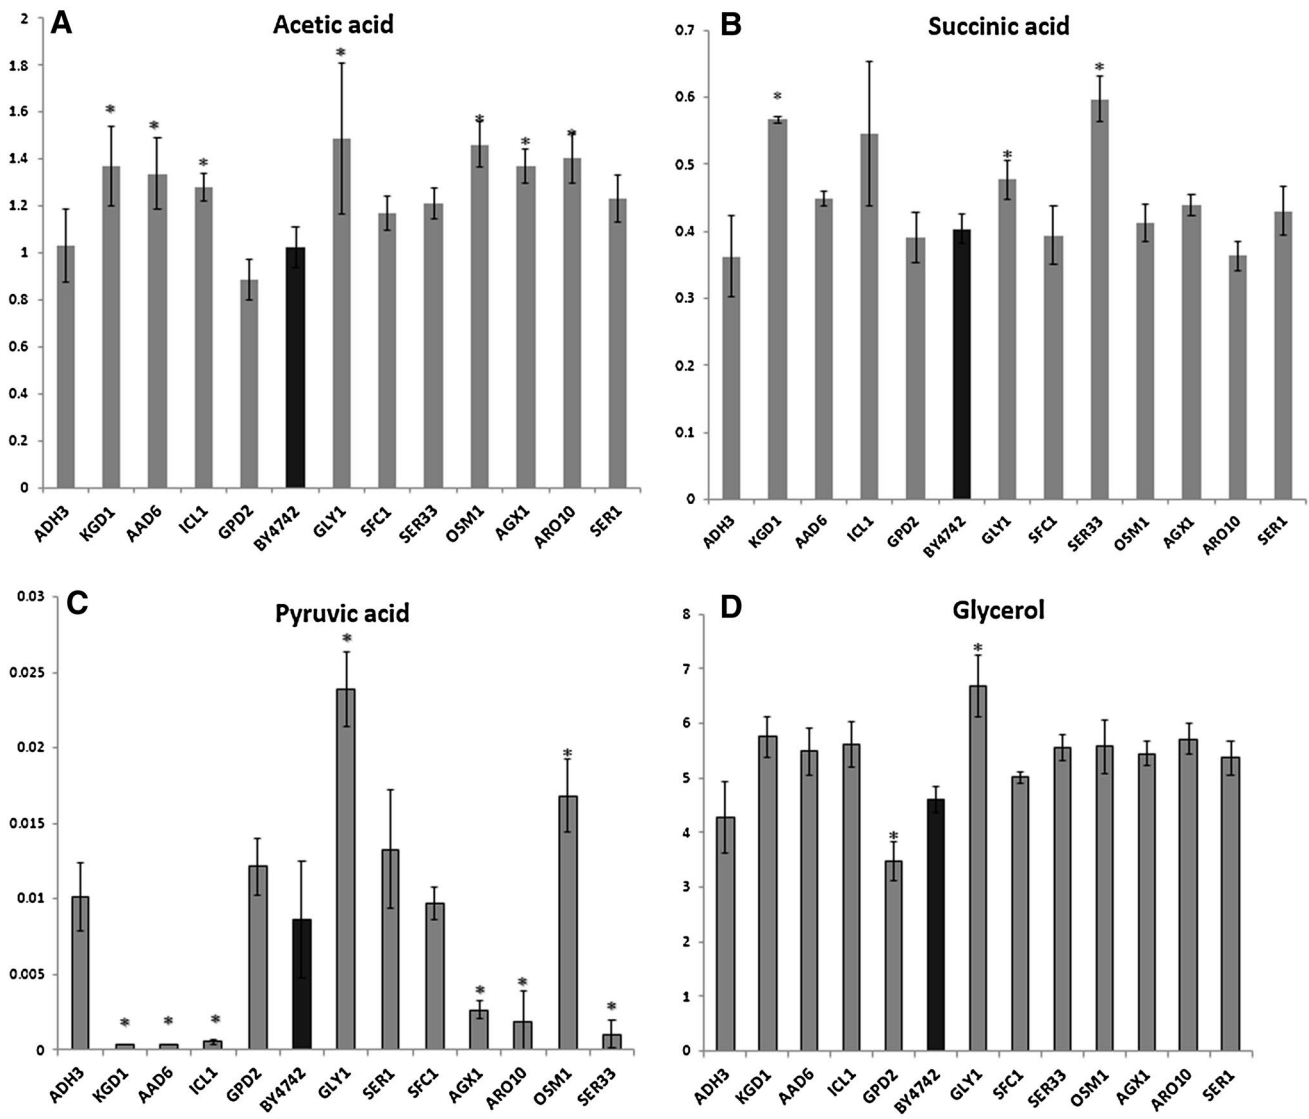 A
Acetic acid
2
1.8
1.6
1.4
1.2
1
0.8
0.6
0.4
0.2
0
* * * * * * * *
ADH3 KGD1 AAD6 ICL1 GPD2 BY4742 GLY1 SFC1 SER33 OSM1 AGX1 ARO10 SER1
B
Succinic acid
0.7
0.6
0.5
0.4
0.3
0.2
0.1
0
* * *
ADH3 KGD1 AAD6 ICL1 GPD2 BY4742 GLY1 SFC1 SER33 OSM1 AGX1 ARO10 SER1
C
Pyruvic acid
0.03
0.025
0.02
0.015
0.01
0.005
0
* * * * * * * *
ADH3 KGD1 AAD6 ICL1 GPD2 BY4742 GLY1 SER1 SFC1 AGX1 ARO10 OSM1 SER33
D
Glycerol
8
7
6
5
4
3
2
1
0
* *
ADH3 KGD1 AAD6 ICL1 GPD2 BY4742 GLY1 SFC1 SER33 OSM1 AGX1 ARO10 SER1